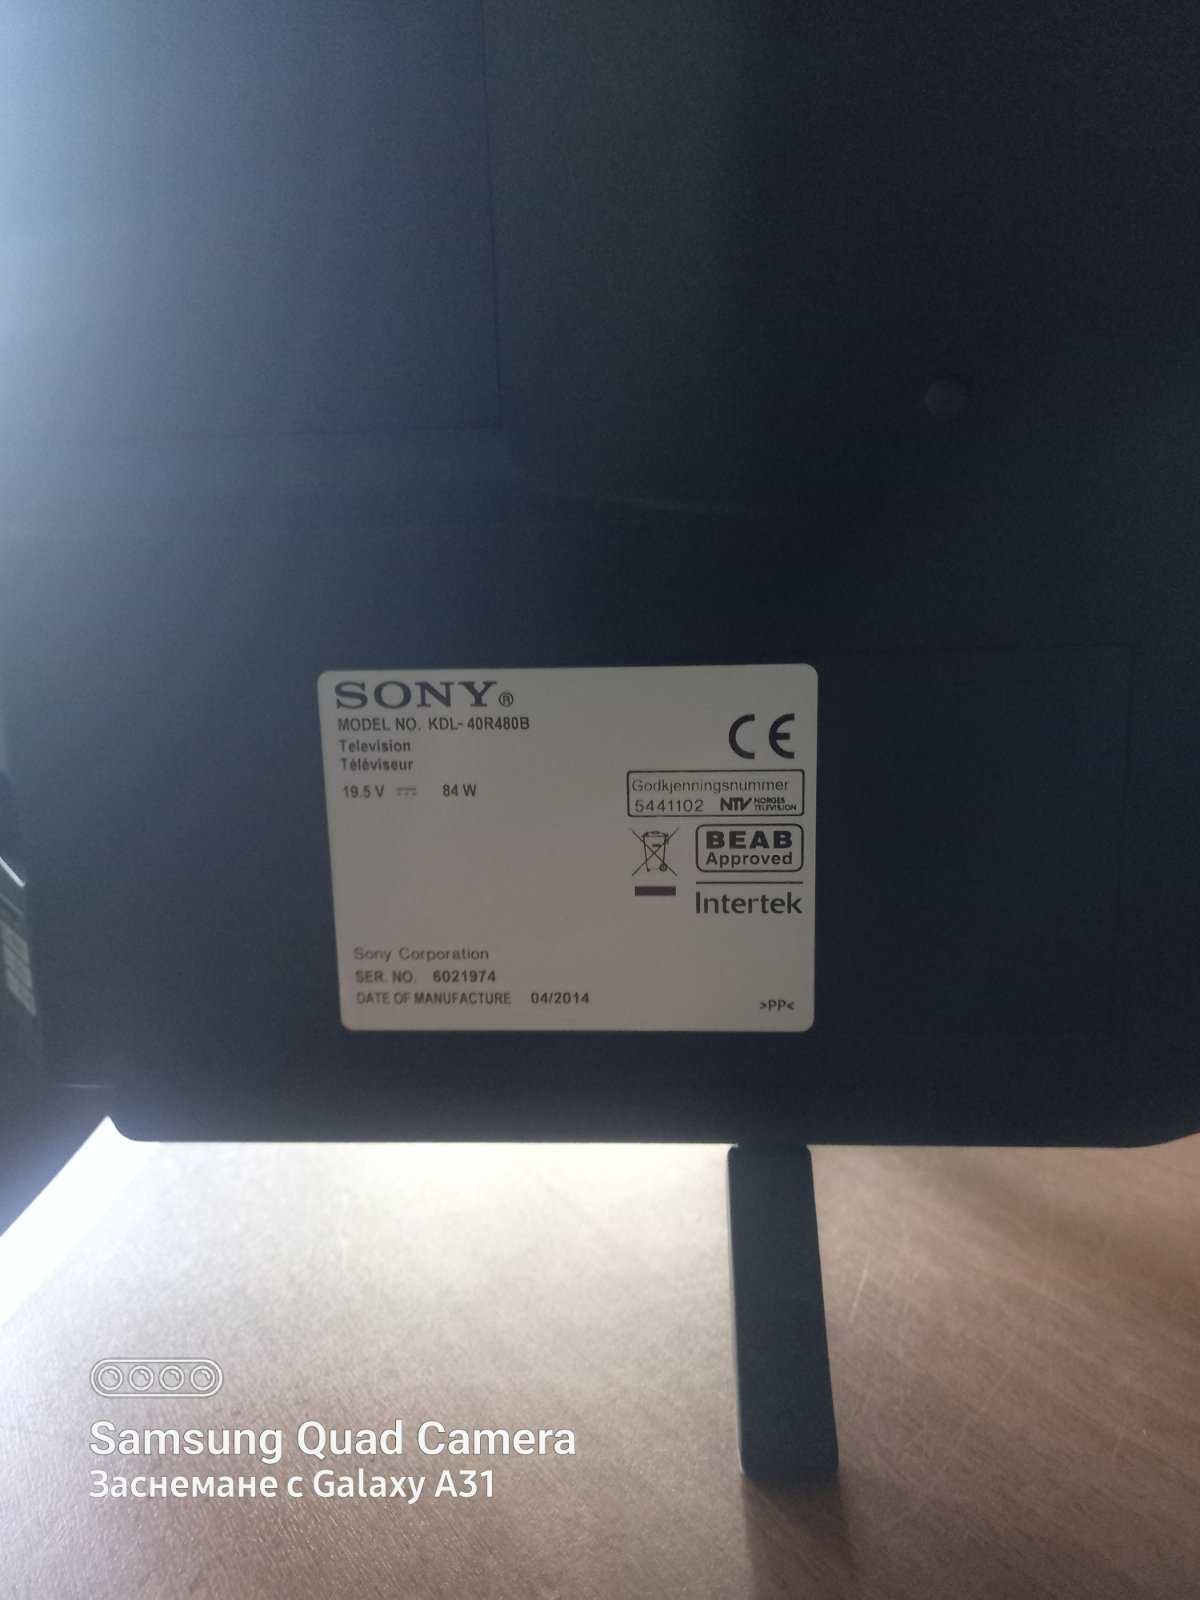 SONY®
MODEL NO. KDL-40R480B
Television
Téléviseur
19.5 V ⎓ 84 W
CE
Godkjenningsnummer
5441102 NTV NORGES TELEVISION
BEAB
Approved
Intertek
Sony Corporation
SER. NO. 6021974
DATE OF MANUFACTURE 04/2014
>PP<
Samsung Quad Camera
Заснемане с Galaxy A31